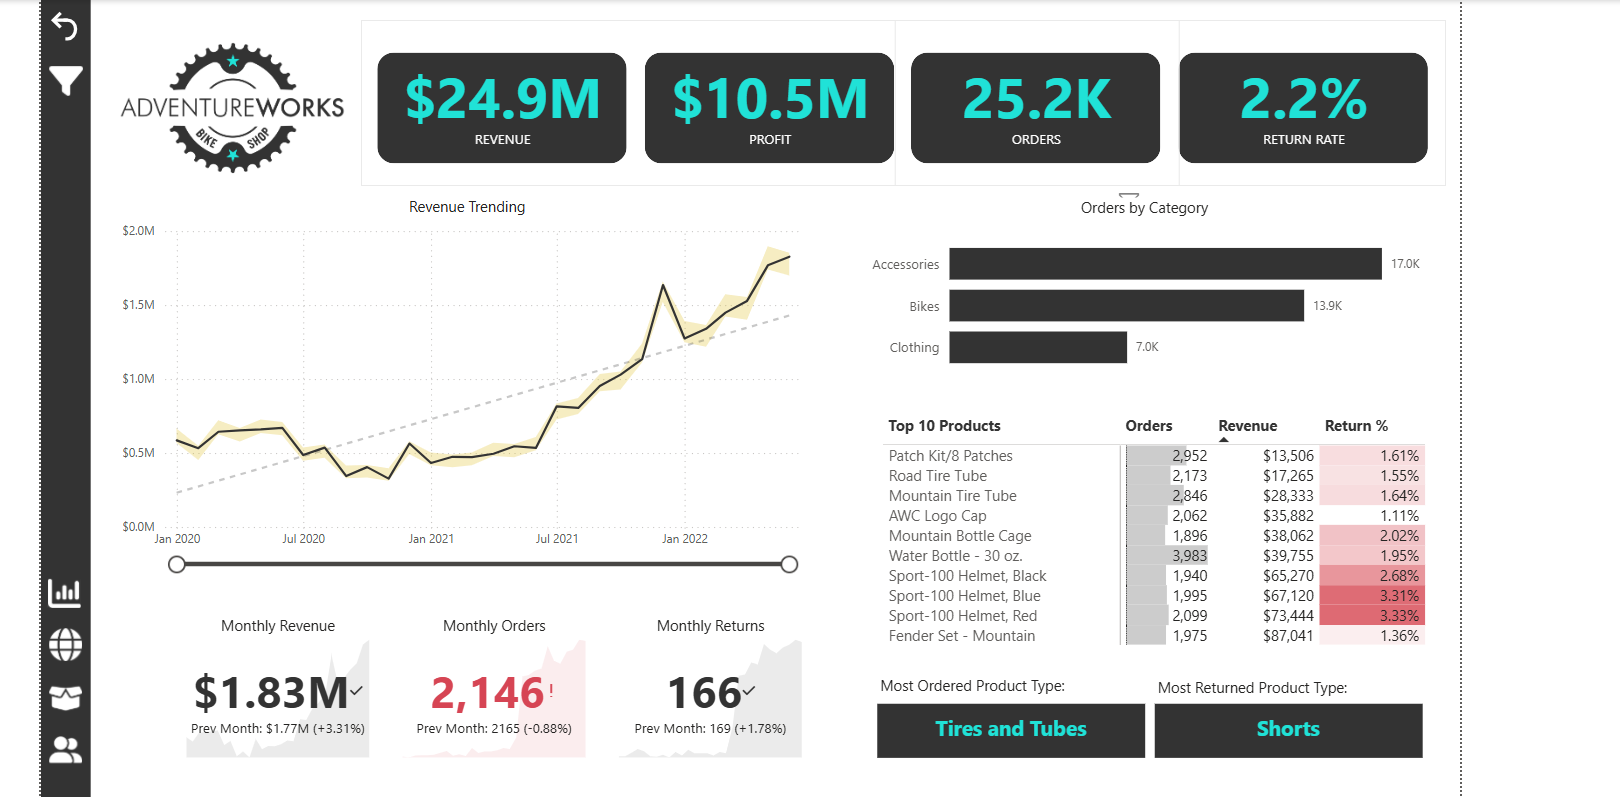 ADVENTUREWORKS
BIKE SHOP
$24.9M
REVENUE
$10.5M
PROFIT
25.2K
ORDERS
2.2%
RETURN RATE
Revenue Trending
$2.0M
$1.5M
$1.0M
$0.5M
$0.0M
Jan 2020 Jul 2020 Jan 2021 Jul 2021 Jan 2022
Orders by Category
Accessories 17.0K
Bikes 13.9K
Clothing 7.0K
Top 10 Products Orders Revenue Return %
Patch Kit/8 Patches 2,952 $13,506 1.61%
Road Tire Tube 2,173 $17,265 1.55%
Mountain Tire Tube 2,846 $28,333 1.64%
AWC Logo Cap 2,062 $35,882 1.11%
Mountain Bottle Cage 1,896 $38,062 2.02%
Water Bottle - 30 oz. 3,983 $39,755 1.95%
Sport-100 Helmet, Black 1,940 $65,270 2.68%
Sport-100 Helmet, Blue 1,995 $67,120 3.31%
Sport-100 Helmet, Red 2,099 $73,444 3.33%
Fender Set - Mountain 1,975 $87,041 1.36%
Monthly Revenue
$1.83M
Prev Month: $1.77M (+3.31%)
Monthly Orders
2,146!
Prev Month: 2165 (-0.88%)
Monthly Returns
166
Prev Month: 169 (+1.78%)
Most Ordered Product Type:
Tires and Tubes
Most Returned Product Type:
Shorts